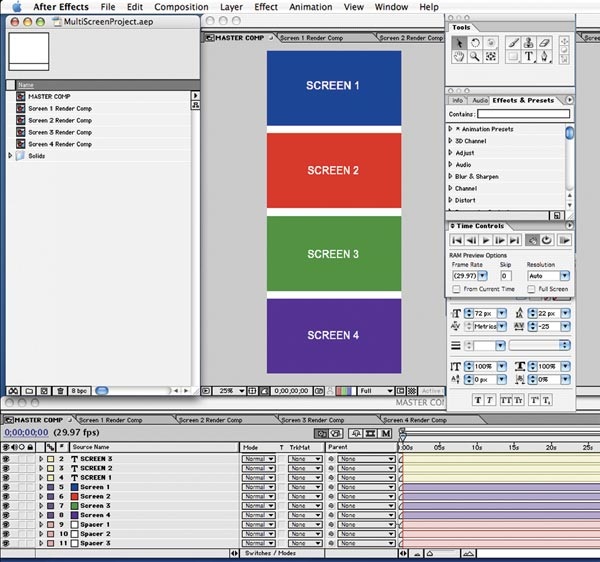 After Effects File Edit Composition Layer Effect Animation View Window Help
MultiScreenProject.aep
Name
MASTER COMP
Screen 1 Render Comp
Screen 2 Render Comp
Screen 3 Render Comp
Screen 4 Render Comp
Solids
8 bpc
MASTER COMP Screen 1 Render Comp Screen 2 Render Comp
SCREEN 1
SCREEN 2
SCREEN 3
SCREEN 4
25% 0;00;00;00 Full Active
Tools
Info Audio Effects & Presets
Contains:
* Animation Presets
3D Channel
Adjust
Audio
Blur & Sharpen
Channel
Distort
Time Controls
RAM Preview Options
Frame Rate Skip Resolution
(29.97) 0 Auto
From Current Time Full Screen
72 px 22 px
Metrics -25
100% 100%
0 px 0%
T T TT Tr T¹ T₁
MASTER COM
MASTER COMP Screen 1 Render Comp Screen 2 Render Comp Screen 3 Render Comp Screen 4 Render Comp
0;00;00;00 (29.97 fps)
# Source Name Mode T TrkMat Parent
:00s 05s 10s 15s 20s 25s
2 T SCREEN 3 Normal None None
3 T SCREEN 2 Normal None None
4 T SCREEN 1 Normal None None
5 Screen 1 Normal None None
6 Screen 2 Normal None None
7 Screen 3 Normal None None
8 Screen 4 Normal None None
9 Spacer 1 Normal None None
10 Spacer 2 Normal None None
11 Spacer 3 Normal None None
Switches / Modes